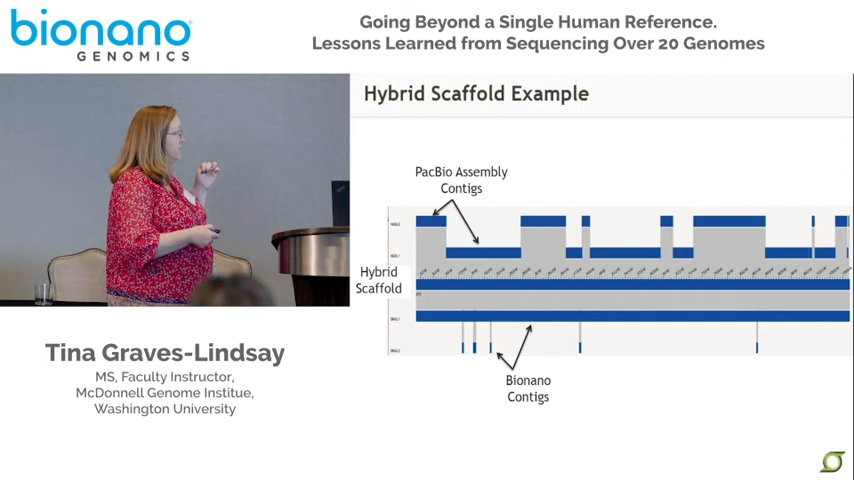 bionano
GENOMICS
Going Beyond a Single Human Reference.
Lessons Learned from Sequencing Over 20 Genomes
Hybrid Scaffold Example
PacBio Assembly
Contigs
Hybrid
Scaffold
Bionano
Contigs
Tina Graves-Lindsay
MS, Faculty Instructor,
McDonnell Genome Institue,
Washington University